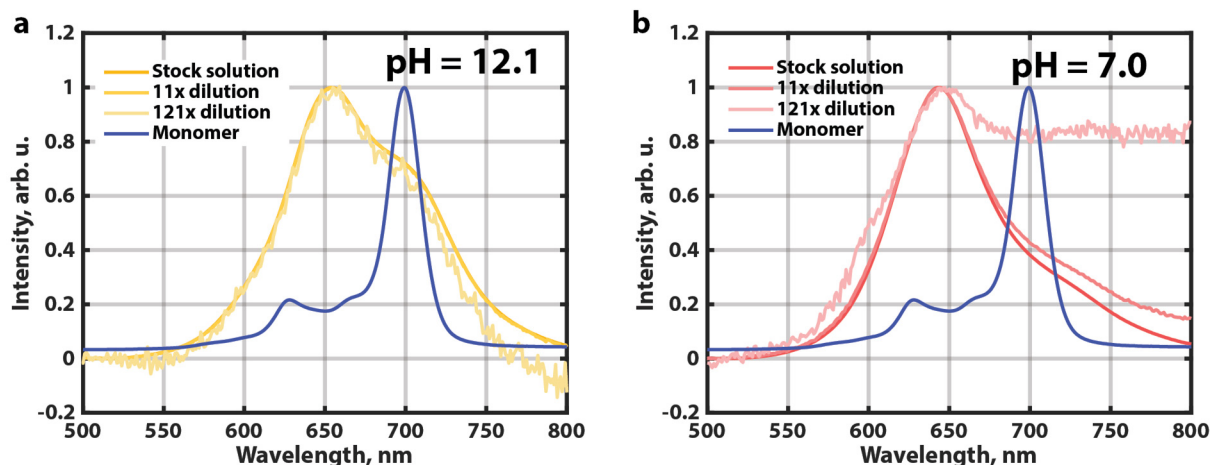 a
pH = 12.1
Stock solution
11x dilution
121x dilution
Monomer
Intensity, arb. u.
1.2
1
0.8
0.6
0.4
0.2
0
-0.2
500
550
600
650
700
750
800
Wavelength, nm
b
pH = 7.0
Stock solution
11x dilution
121x dilution
Monomer
Intensity, arb. u.
1.2
1
0.8
0.6
0.4
0.2
0
-0.2
500
550
600
650
700
750
800
Wavelength, nm